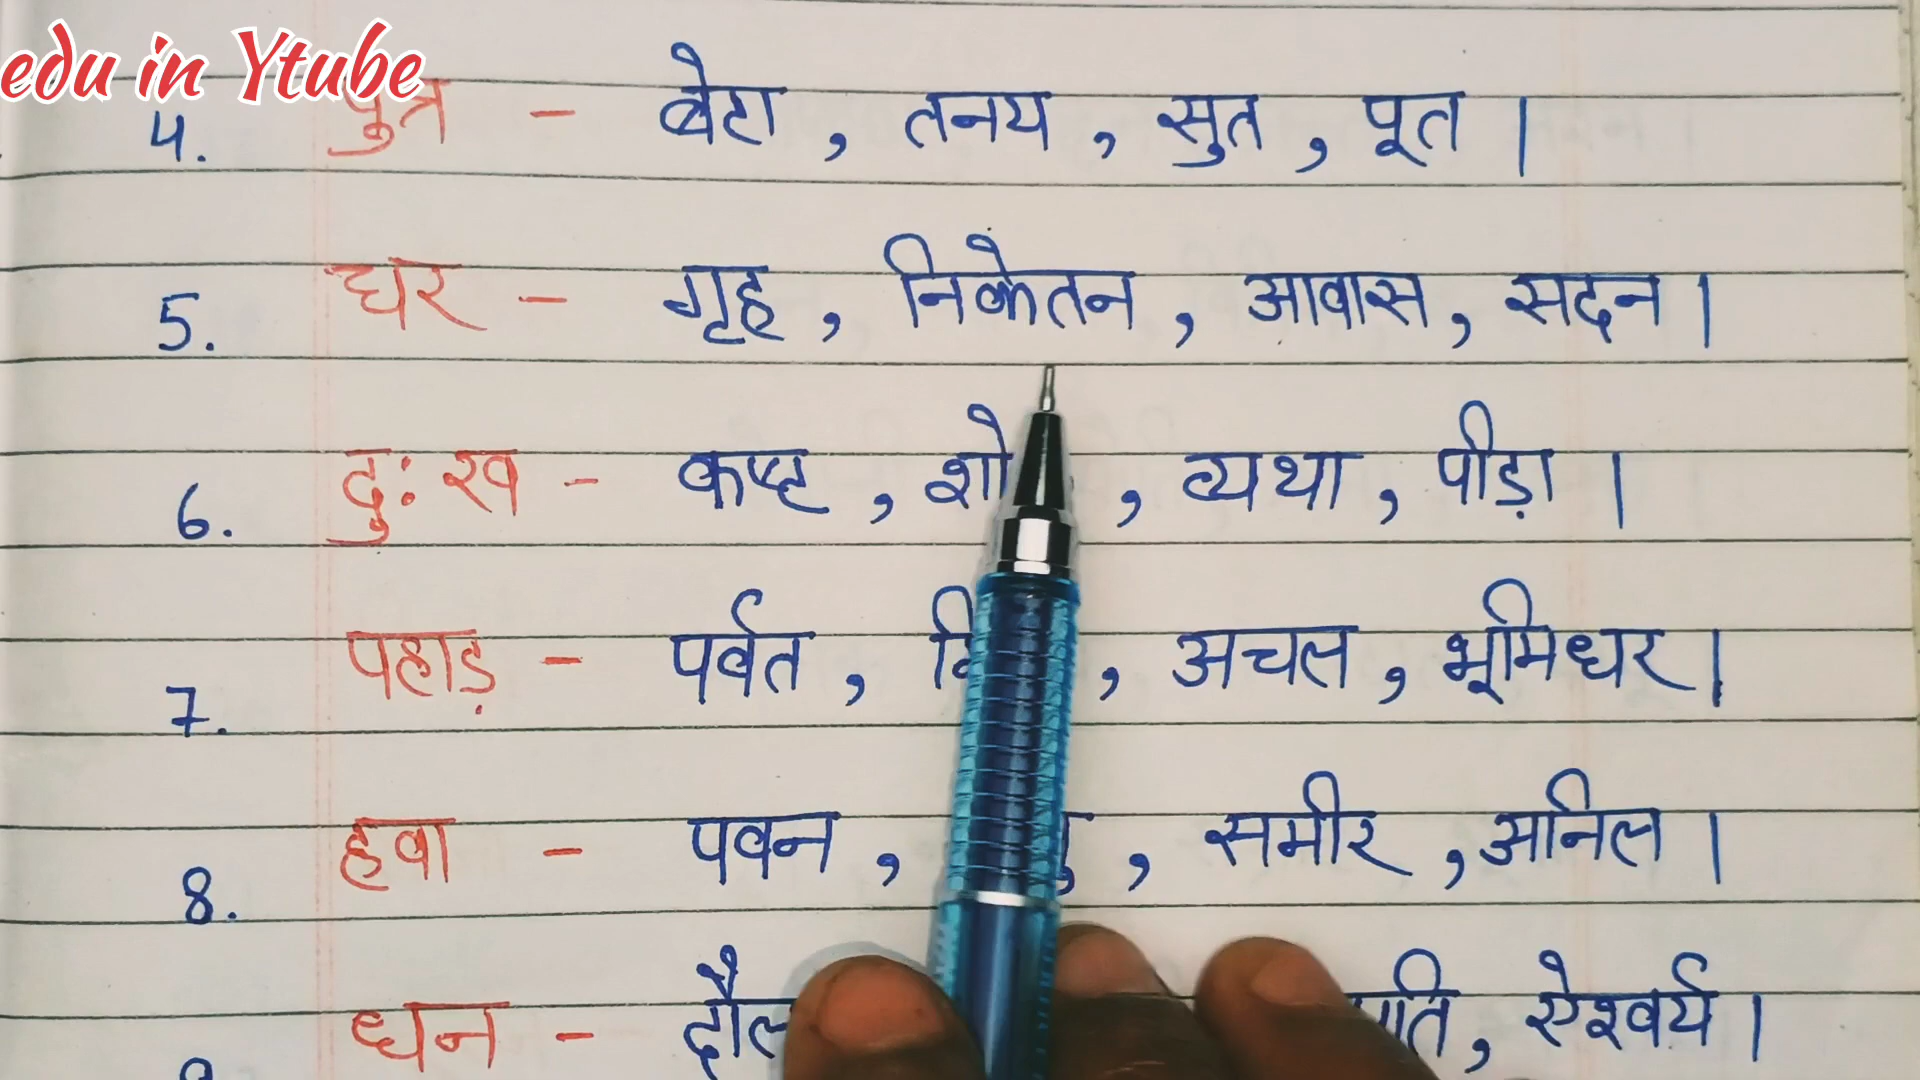 edu in Ytube
4. पुत्र - बेटा , तनय , सुत , पूत ।
5. घर - गृह , निकेतन , आवास , सदन ।
6. दुःख - कष्ट , , व्यथा , पीड़ा ।
7. पहाड़ - पर्वत , , अचल , भूमिधर ।
8. हवा - पवन , , समीर , अनिल ।
धन - , ऐश्वर्य ।